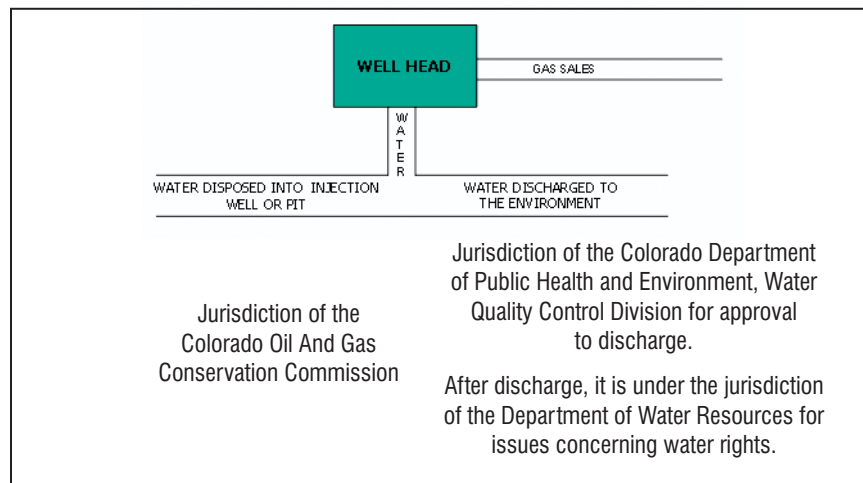 WELL HEAD
GAS SALES
WATER
WATER DISPOSED INTO INJECTION
WELL OR PIT
WATER DISCHARGED TO
THE ENVIRONMENT
Jurisdiction of the
Colorado Oil And Gas
Conservation Commission
Jurisdiction of the Colorado Department
of Public Health and Environment, Water
Quality Control Division for approval
to discharge.
After discharge, it is under the jurisdiction
of the Department of Water Resources for
issues concerning water rights.